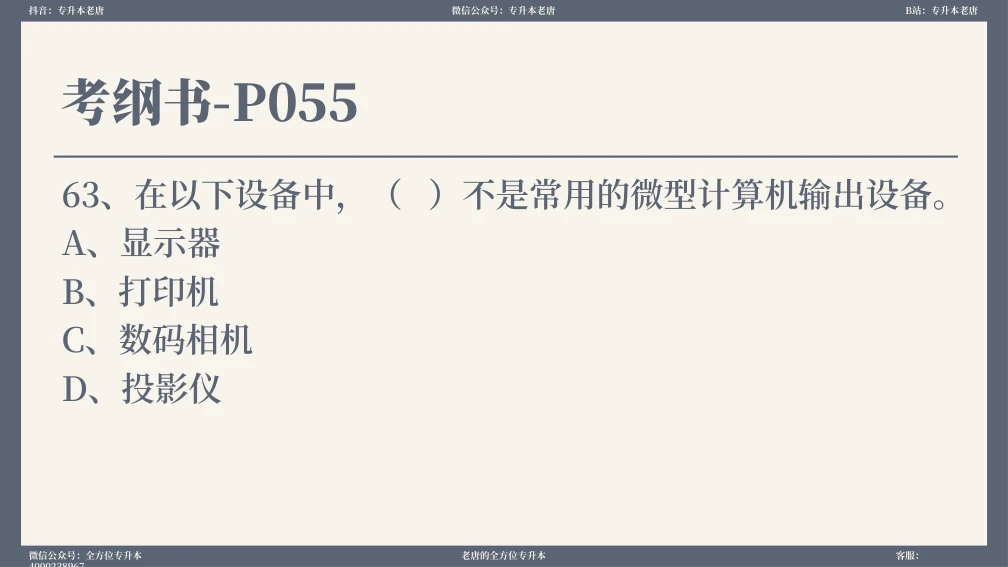 抖音：专升本老唐
微信公众号：专升本老唐
B站：专升本老唐
考纲书-P055
63、在以下设备中，（ ）不是常用的微型计算机输出设备。
A、显示器
B、打印机
C、数码相机
D、投影仪
微信公众号：全方位专升本
老唐的全方位专升本
客服：